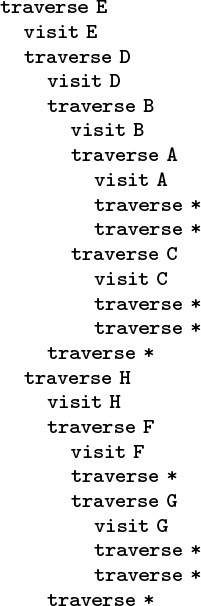 traverse E
visit E
traverse D
visit D
traverse B
visit B
traverse A
visit A
traverse *
traverse *
traverse C
visit C
traverse *
traverse *
traverse *
traverse H
visit H
traverse F
visit F
traverse *
traverse G
visit G
traverse *
traverse *
traverse *